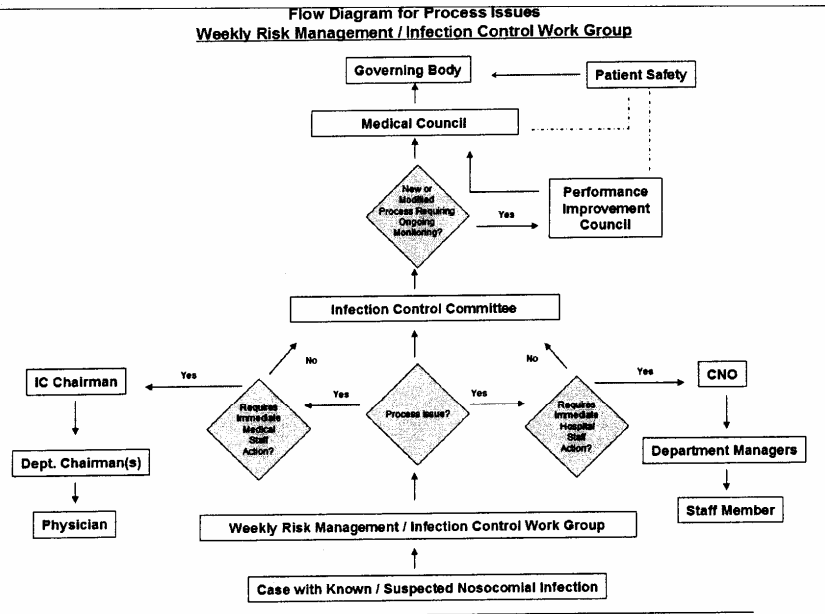 Flow Diagram for Process Issues
Weekly Risk Management / Infection Control Work Group
Governing Body
Patient Safety
Medical Council
New or
Modified
Process Requiring
Ongoing
Monitoring?
Yes
Performance
Improvement
Council
Infection Control Committee
IC Chairman
Yes
No
No
Yes
CNO
Requires
Immediate
Medical
Staff
Action?
Yes
Process Issue?
Yes
Requires
Immediate
Hospital
Staff
Action?
Dept. Chairman(s)
Department Managers
Physician
Weekly Risk Management / Infection Control Work Group
Staff Member
Case with Known / Suspected Nosocomial Infection